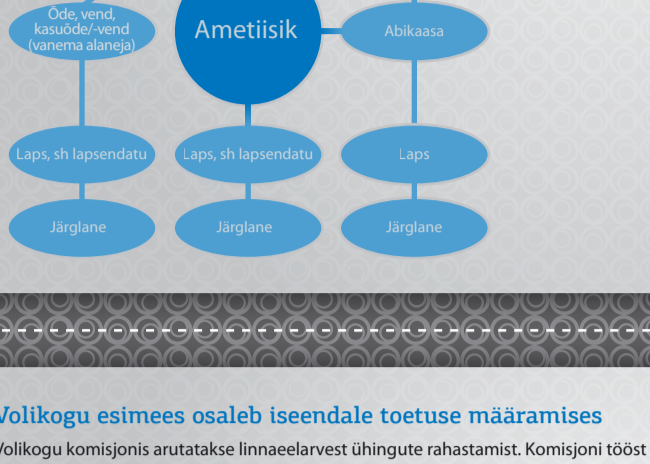 Õde, vend,
kasuõde/-vend
(vanema alaneja)
Ametiisik
Abikaasa
Laps, sh lapsendatu
Laps, sh lapsendatu
Laps
Järglane
Järglane
Järglane
Volikogu esimees osaleb iseendale toetuse määramises
Volikogu komisjonis arutatakse linnaeelarvest ühingute rahastamist. Komisjoni tööst